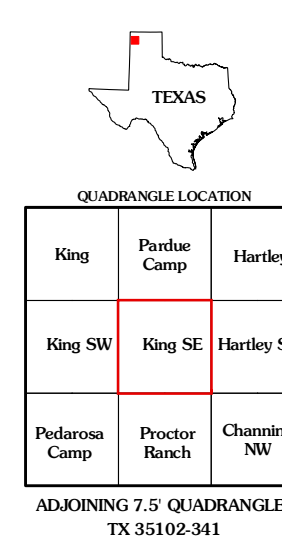 TEXAS
QUADRANGLE LOCATION
King
Pardue
Camp
Hartley
King SW
King SE
Hartley S
Pedarosa
Camp
Proctor
Ranch
Channin
NW
ADJOINING 7.5' QUADRANGLE
TX 35102-341